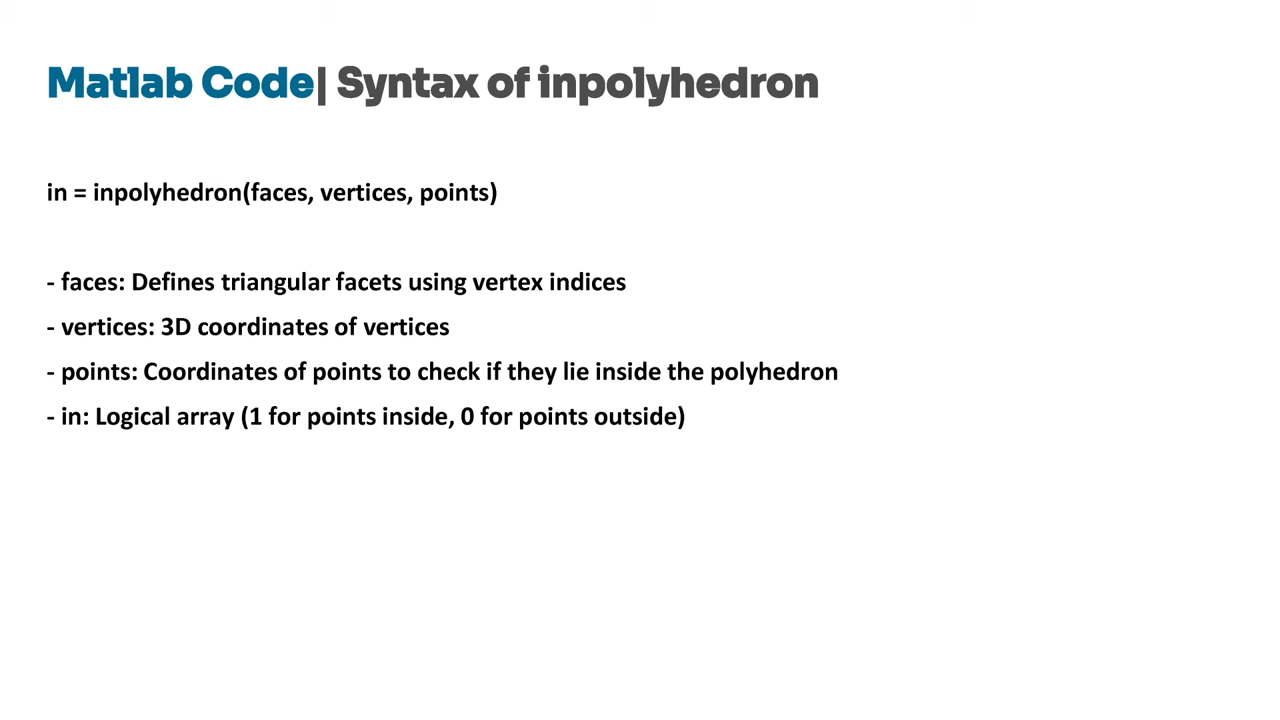 Matlab Code| Syntax of inpolyhedron
in = inpolyhedron(faces, vertices, points)
- faces: Defines triangular facets using vertex indices
- vertices: 3D coordinates of vertices
- points: Coordinates of points to check if they lie inside the polyhedron
- in: Logical array (1 for points inside, 0 for points outside)